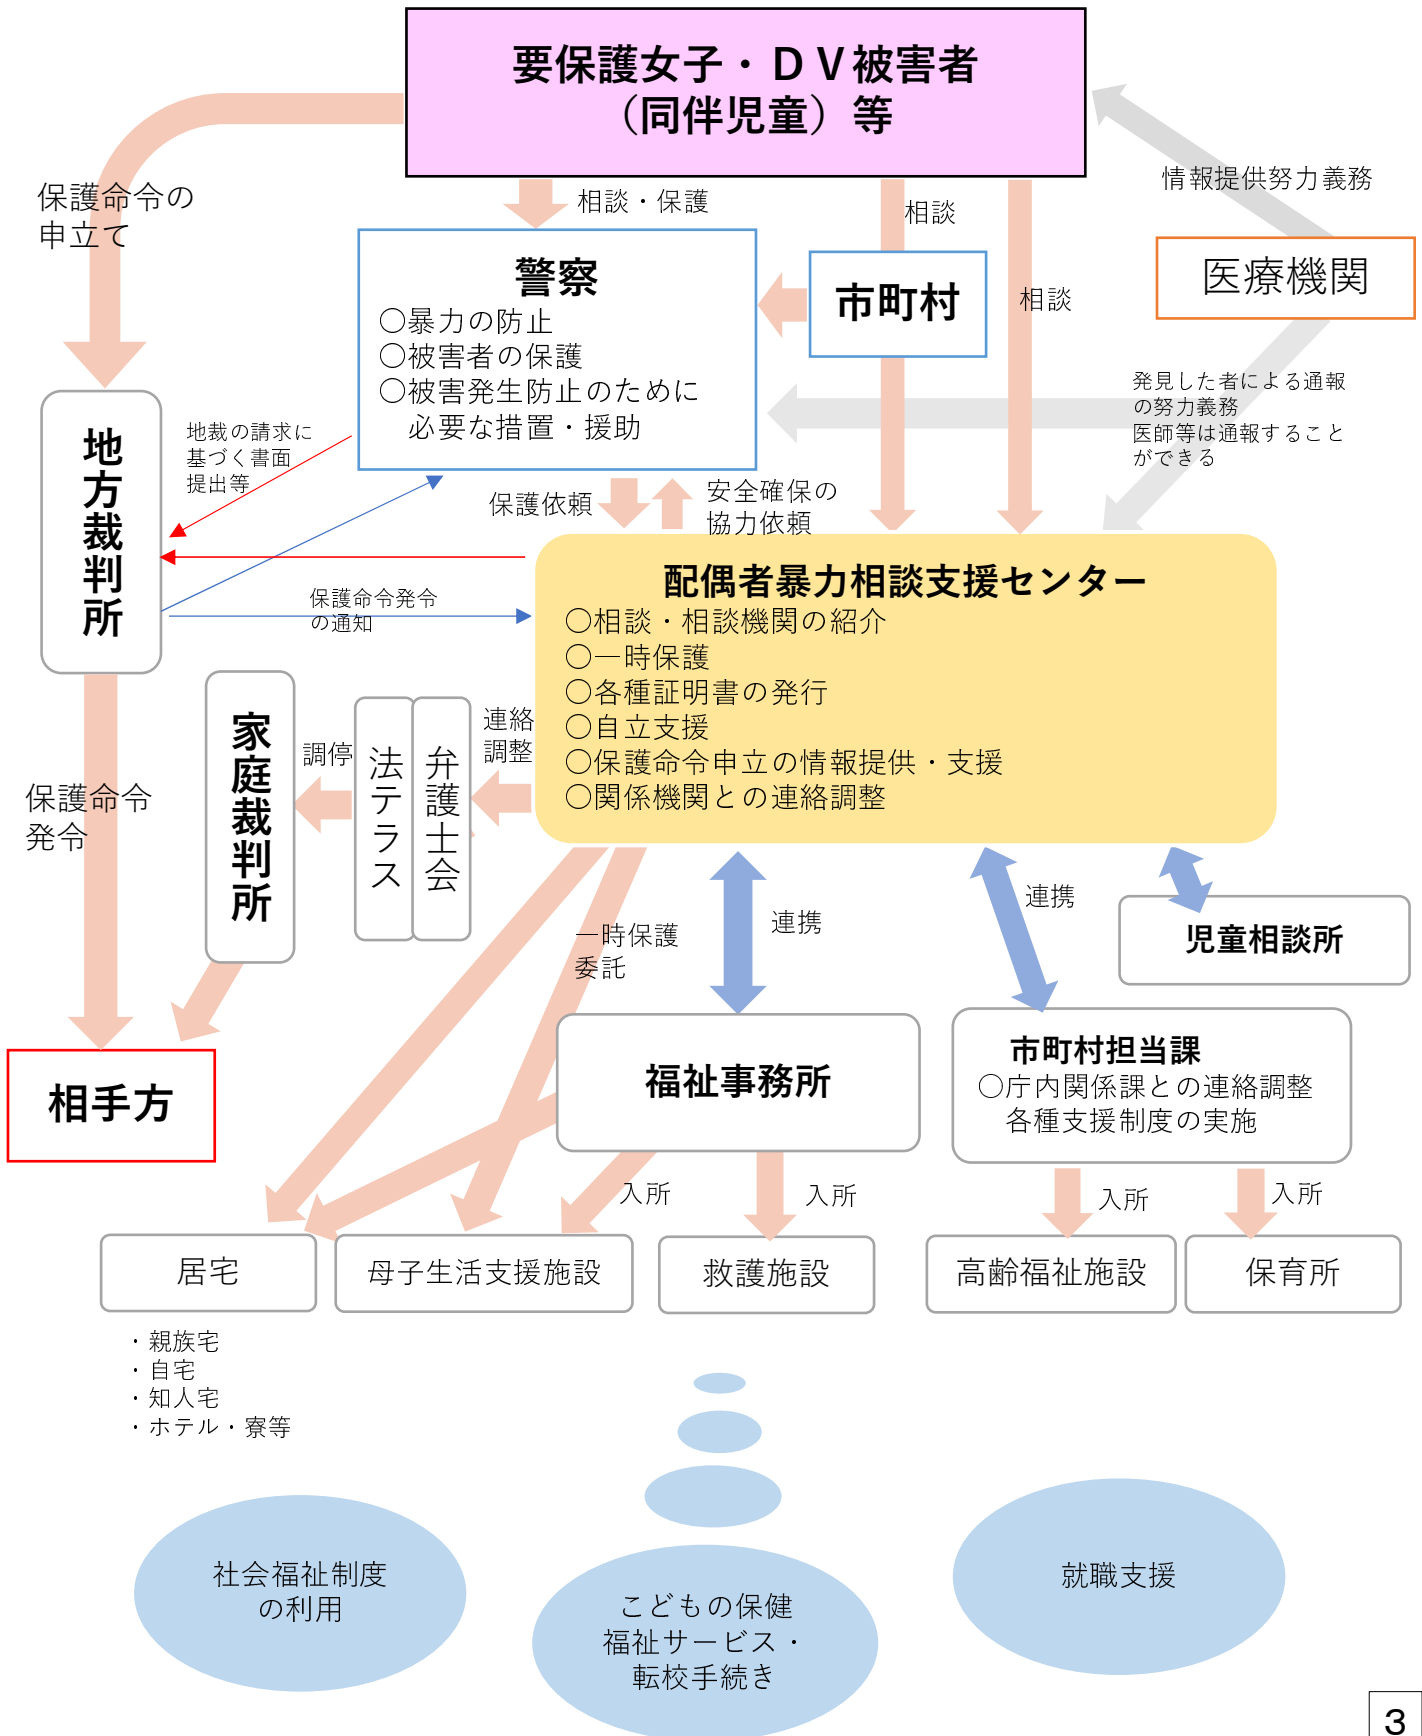 要保護女子・ＤＶ被害者
（同伴児童）等
保護命令の
申立て
相談・保護
相談
相談
情報提供努力義務
医療機関
警察
〇暴力の防止
〇被害者の保護
〇被害発生防止のために
必要な措置・援助
市町村
発見した者による通報
の努力義務
医師等は通報すること
ができる
地方裁判所
地裁の請求に
基づく書面
提出等
保護依頼
安全確保の
協力依頼
保護命令発令
の通知
配偶者暴力相談支援センター
〇相談・相談機関の紹介
〇一時保護
〇各種証明書の発行
〇自立支援
〇保護命令申立の情報提供・支援
〇関係機関との連絡調整
連絡
調整
弁護士会
法テラス
調停
家庭裁判所
保護命令
発令
相手方
一時保護
委託
連携
連携
児童相談所
福祉事務所
市町村担当課
〇庁内関係課との連絡調整
各種支援制度の実施
入所
入所
入所
入所
居宅
母子生活支援施設
救護施設
高齢福祉施設
保育所
・親族宅
・自宅
・知人宅
・ホテル・寮等
社会福祉制度
の利用
こどもの保健
福祉サービス・
転校手続き
就職支援
3